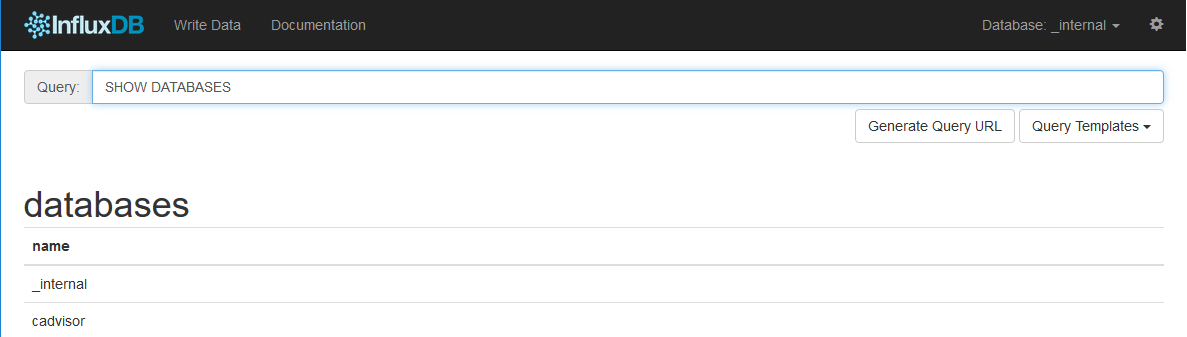 InfluxDB Write Data Documentation Database: _internal
Query: SHOW DATABASES
Generate Query URL Query Templates
databases
name
_internal
cadvisor